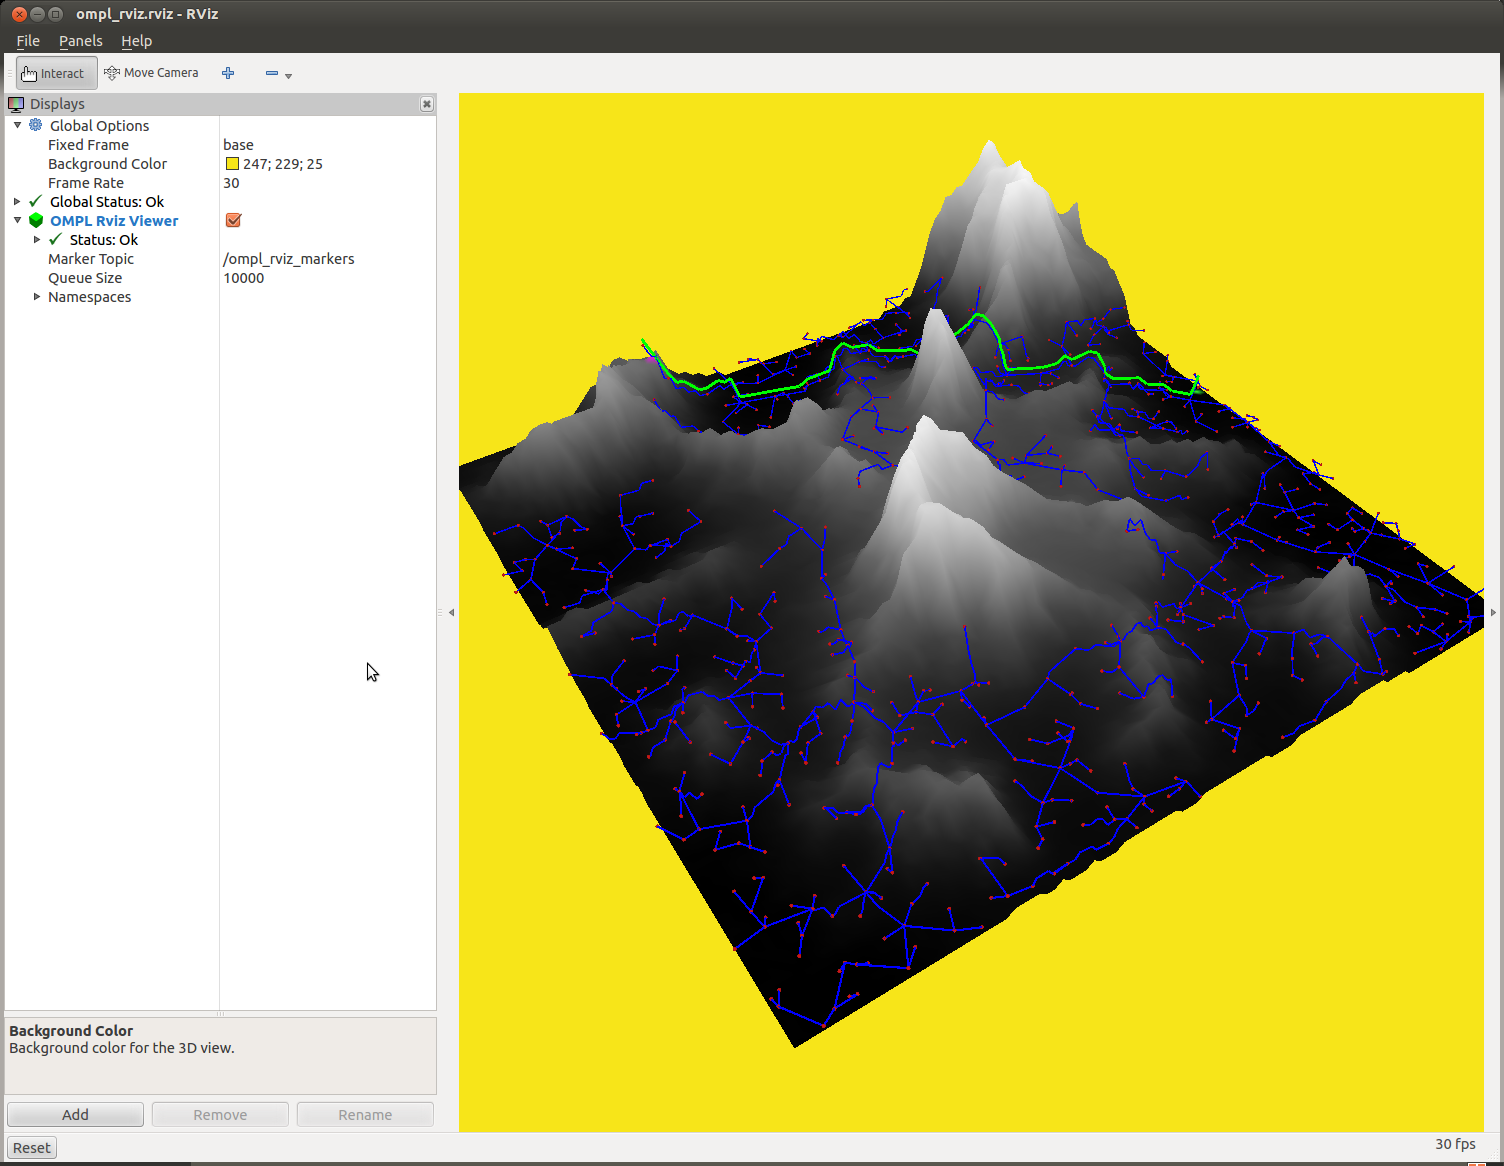 ompl_rviz.rviz - RViz
File Panels Help
Interact Move Camera
Displays
Global Options
Fixed Frame base
Background Color 247; 229; 25
Frame Rate 30
Global Status: Ok
OMPL Rviz Viewer
Status: Ok
Marker Topic /ompl_rviz_markers
Queue Size 10000
Namespaces
Background Color
Background color for the 3D view.
Add Remove Rename
Reset 30 fps